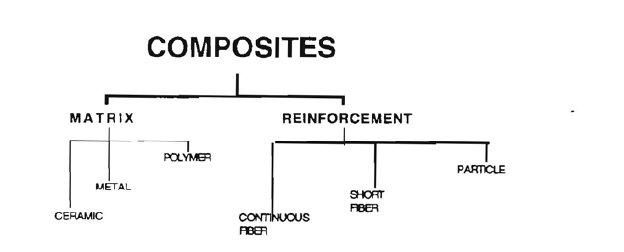 COMPOSITES
MATRIX
REINFORCEMENT
POLYMER
METAL
CERAMIC
PARTICLE
SHORT
FIBER
CONTINUOUS
FIBER